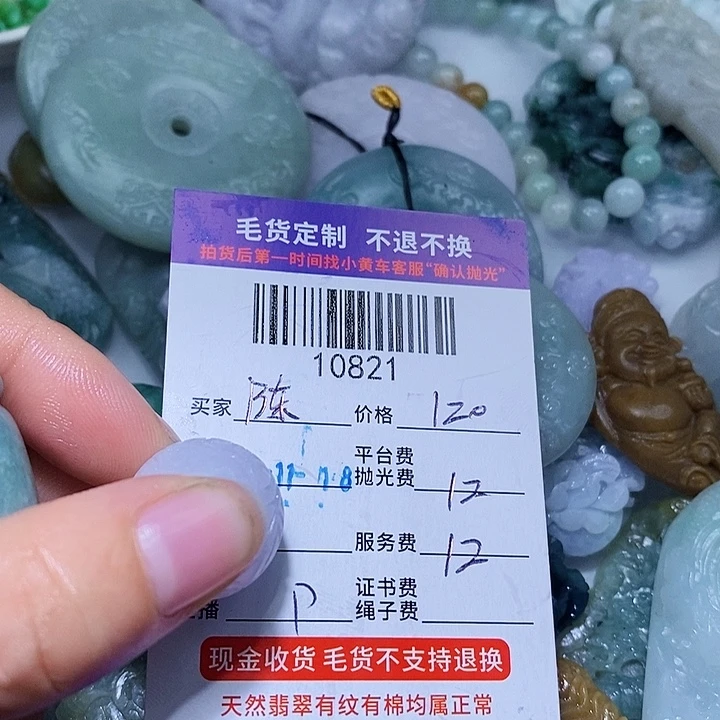 毛货定制 不退不换
拍货后第一时间找小黄车客服“确认抛光”
10821
买家 陈 价格 120
平台费
抛光费 12
服务费 12
播 P
证书费
绳子费
现金收货 毛货不支持退换
天然翡翠有纹有棉均属正常